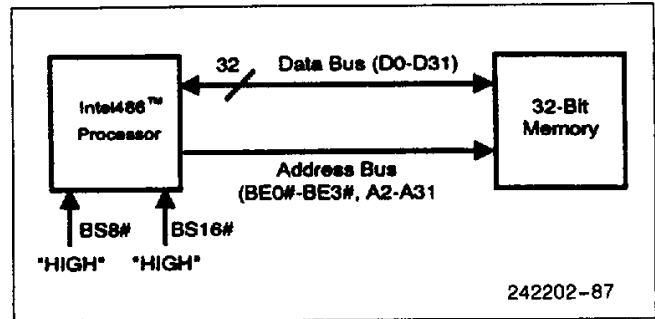 32 Data Bus (D0-D31)
Intel486™
Processor
32-Bit
Memory
Address Bus
(BE0#-BE3#, A2-A31
BS8# BS16#
"HIGH" "HIGH"
242202-87